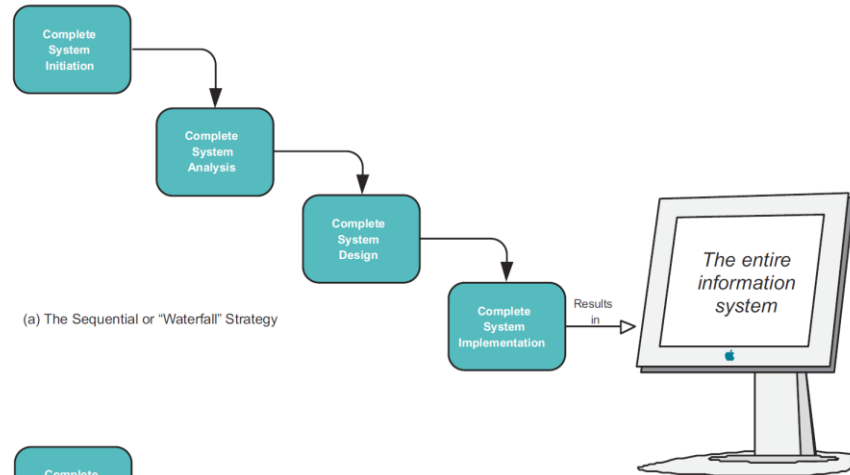 Complete
System
Initiation
Complete
System
Analysis
Complete
System
Design
Complete
System
Implementation
Results
in
The entire
information
system
(a) The Sequential or “Waterfall” Strategy
Complete